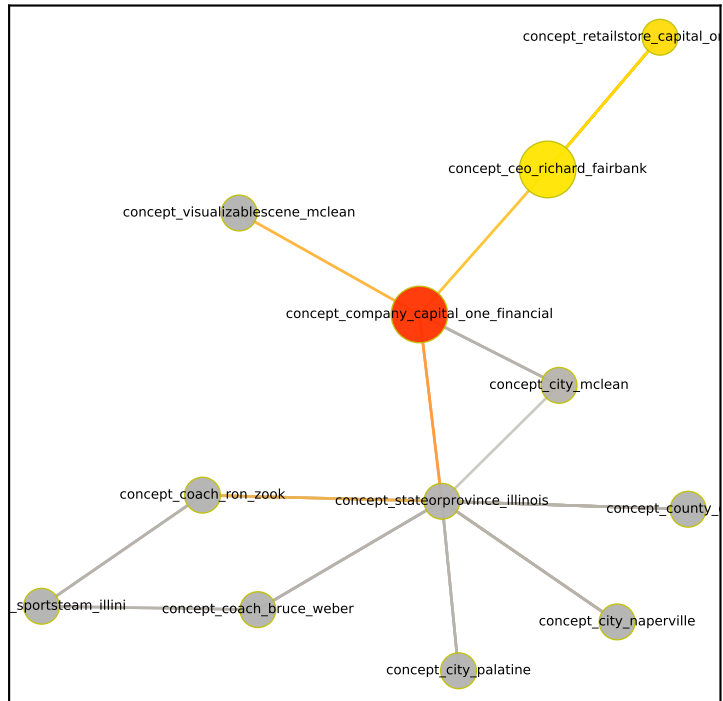 concept_retailstore_capital_o
concept_ceo_richard_fairbank
concept_visualizablescene_mclean
concept_company_capital_one_financial
concept_city_mclean
concept_coach_ron_zook
concept_stateorprovince_illinois
concept_county_
_sportsteam_illini
concept_coach_bruce_weber
concept_city_naperville
concept_city_palatine